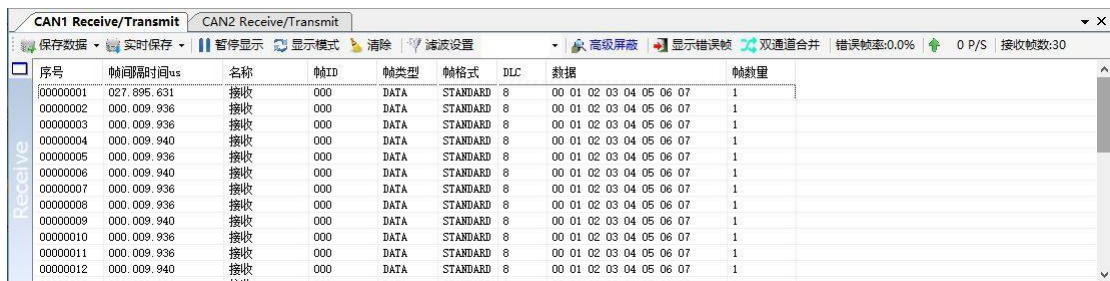 CAN1 Receive/Transmit CAN2 Receive/Transmit
保存数据 实时保存 暂停显示 显示模式 清除 滤波设置 高级屏蔽 显示错误帧 双通道合并 错误帧率:0.0% 0 P/S 接收帧数:30
序号 帧间隔时间us 名称 帧ID 帧类型 帧格式 DLC 数据 帧数量
00000001 027.895.631 接收 000 DATA STANDARD 8 00 01 02 03 04 05 06 07 1
00000002 000.009.936 接收 000 DATA STANDARD 8 00 01 02 03 04 05 06 07 1
00000003 000.009.936 接收 000 DATA STANDARD 8 00 01 02 03 04 05 06 07 1
00000004 000.009.940 接收 000 DATA STANDARD 8 00 01 02 03 04 05 06 07 1
00000005 000.009.936 接收 000 DATA STANDARD 8 00 01 02 03 04 05 06 07 1
00000006 000.009.940 接收 000 DATA STANDARD 8 00 01 02 03 04 05 06 07 1
00000007 000.009.936 接收 000 DATA STANDARD 8 00 01 02 03 04 05 06 07 1
00000008 000.009.936 接收 000 DATA STANDARD 8 00 01 02 03 04 05 06 07 1
00000009 000.009.940 接收 000 DATA STANDARD 8 00 01 02 03 04 05 06 07 1
00000010 000.009.936 接收 000 DATA STANDARD 8 00 01 02 03 04 05 06 07 1
00000011 000.009.936 接收 000 DATA STANDARD 8 00 01 02 03 04 05 06 07 1
00000012 000.009.940 接收 000 DATA STANDARD 8 00 01 02 03 04 05 06 07 1
Receive